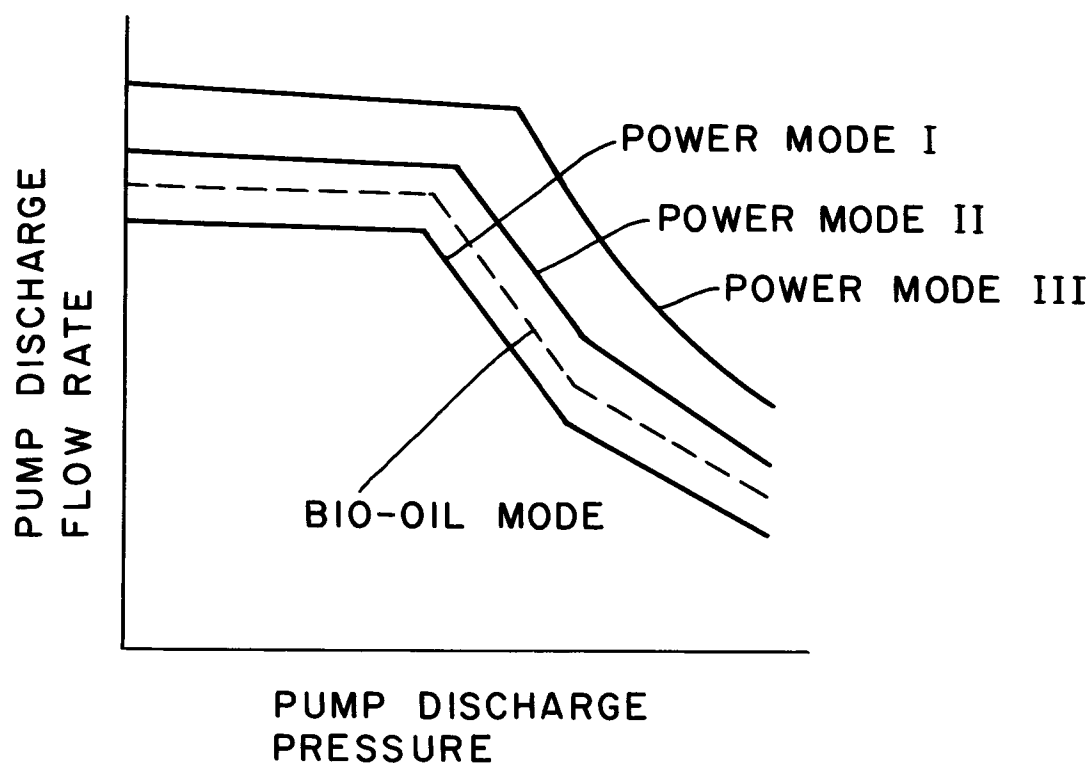 POWER MODE I
POWER MODE II
POWER MODE III
BIO-OIL MODE
PUMP DISCHARGE
FLOW RATE
PUMP DISCHARGE
PRESSURE